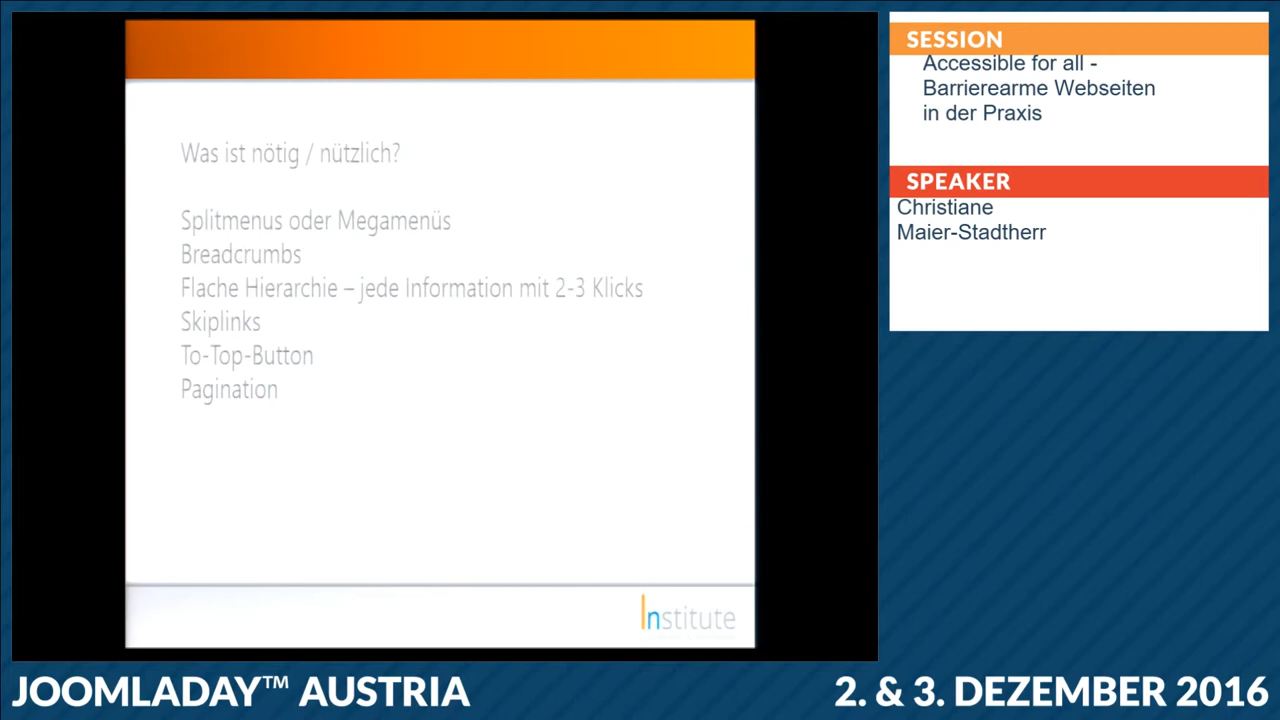 Was ist nötig / nützlich?
Splitmenus oder Megamenüs
Breadcrumbs
Flache Hierarchie – jede Information mit 2-3 Klicks
Skiplinks
To-Top-Button
Pagination
Institute
SESSION
Accessible for all -
Barrierearme Webseiten
in der Praxis
SPEAKER
Christiane
Maier-Stadtherr
JOOMLADAY™ AUSTRIA
2. & 3. DEZEMBER 2016